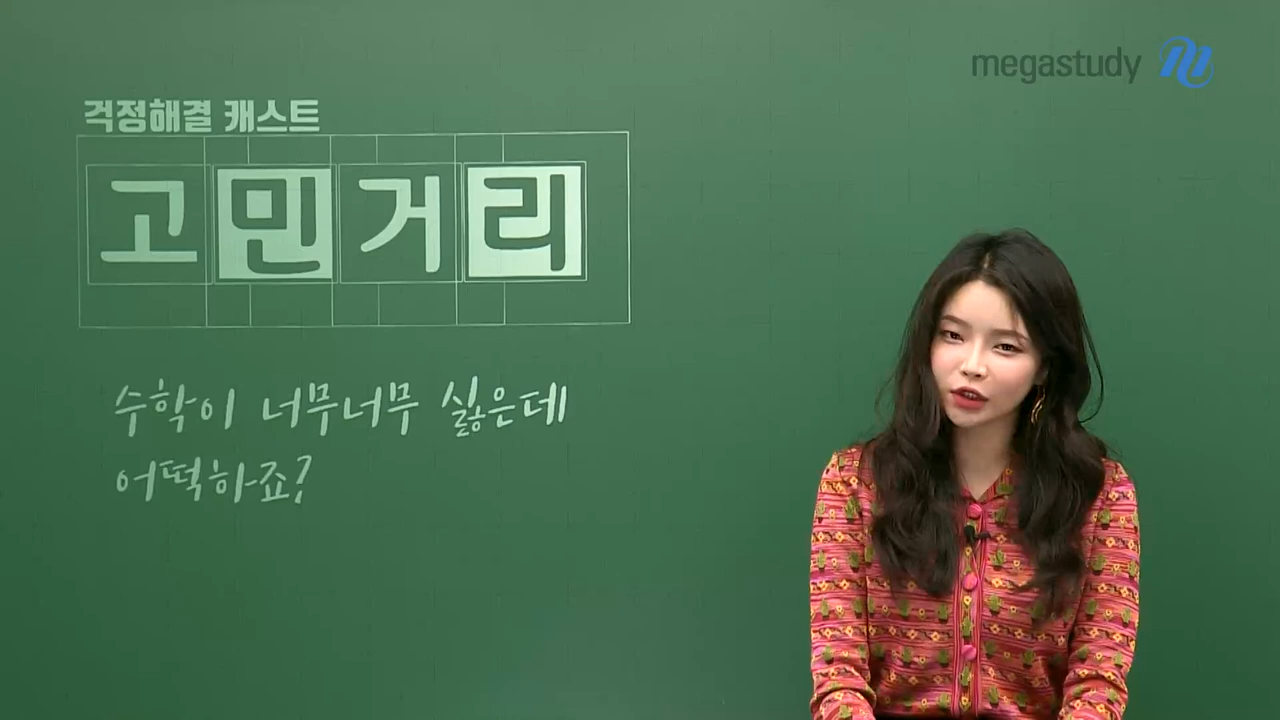 megastudy
걱정해결 캐스트
고민거리
수학이 너무너무 싫은데
어떡하죠?